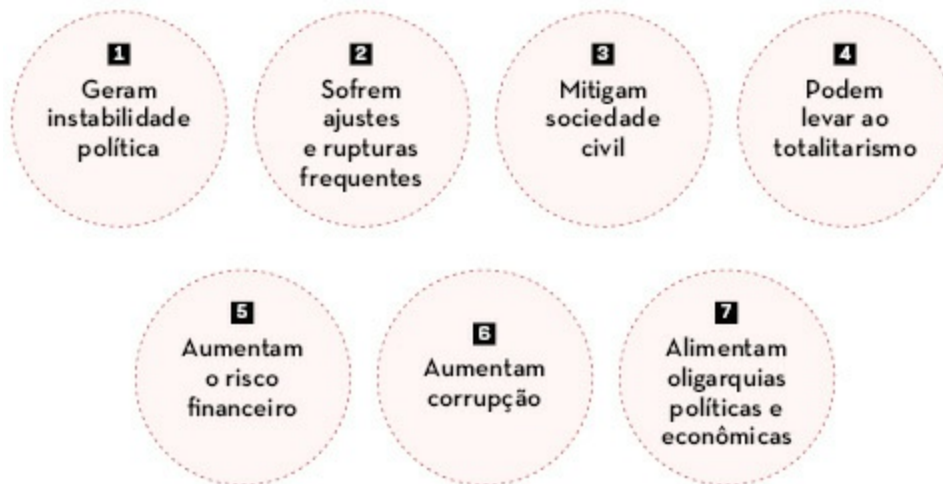 1
Geram
instabilidade
política
2
Sofrem
ajustes
e rupturas
frequentes
3
Mitigam
sociedade
civil
4
Podem
levar ao
totalitarismo
5
Aumentam
o risco
financeiro
6
Aumentam
corrupção
7
Alimentam
oligarquias
políticas e
econômicas